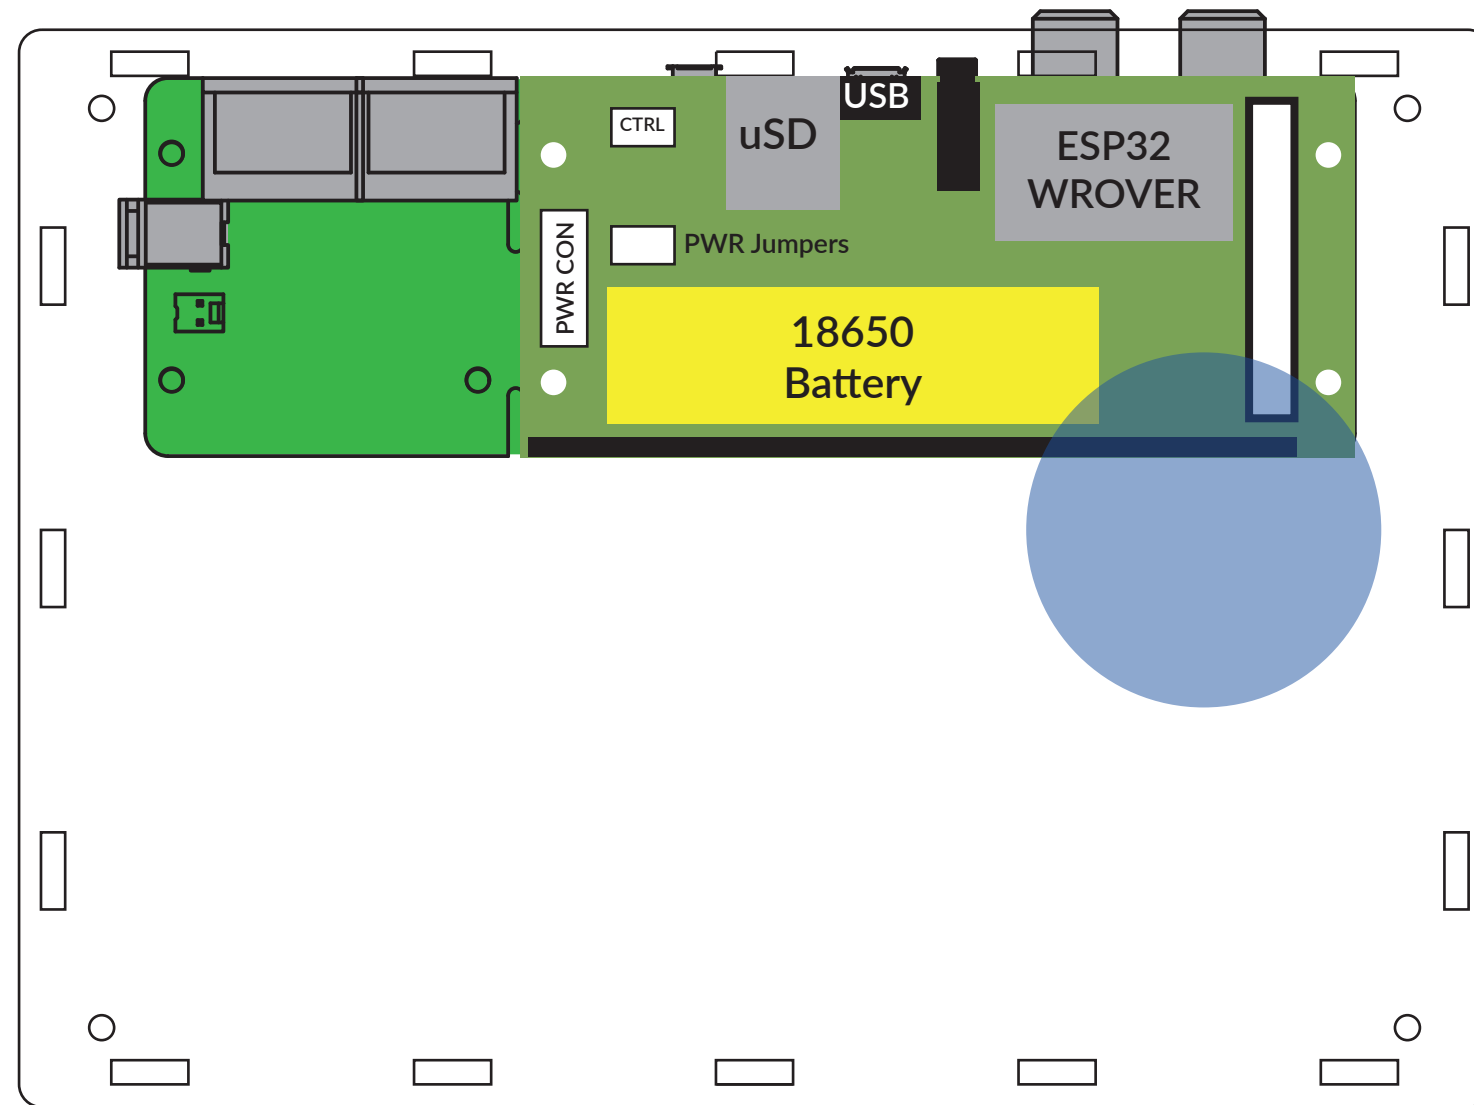 CTRL
uSD
USB
ESP32
WROVER
PWR CON
PWR Jumpers
18650
Battery